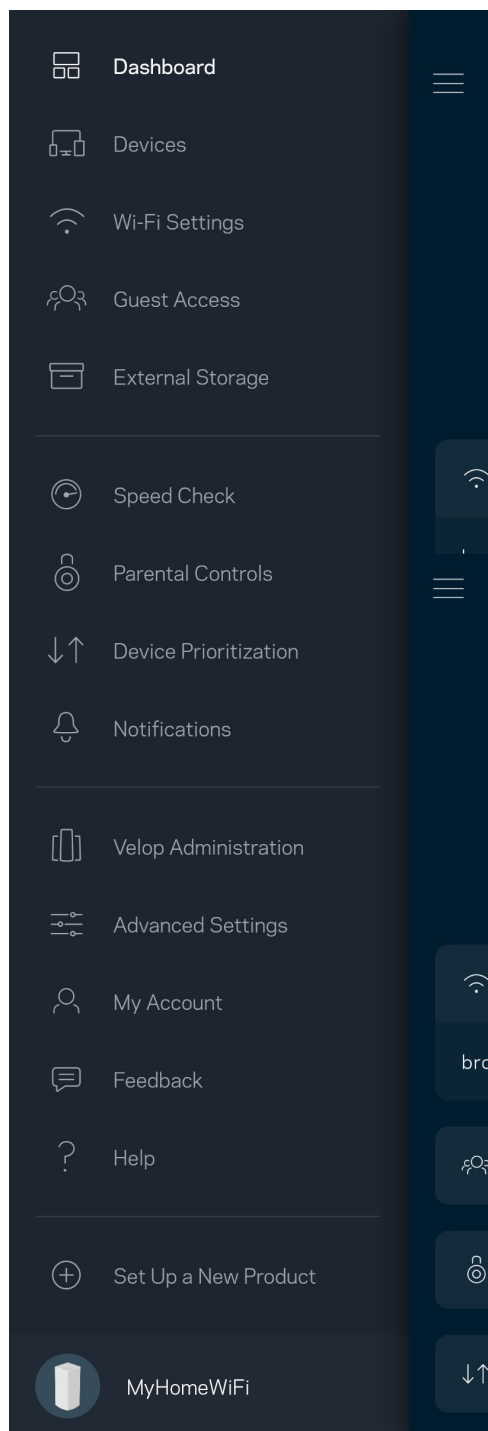 Dashboard
Devices
Wi-Fi Settings
Guest Access
External Storage
Speed Check
Parental Controls
Device Prioritization
Notifications
Velop Administration
Advanced Settings
My Account
Feedback
Help
Set Up a New Product
MyHomeWiFi